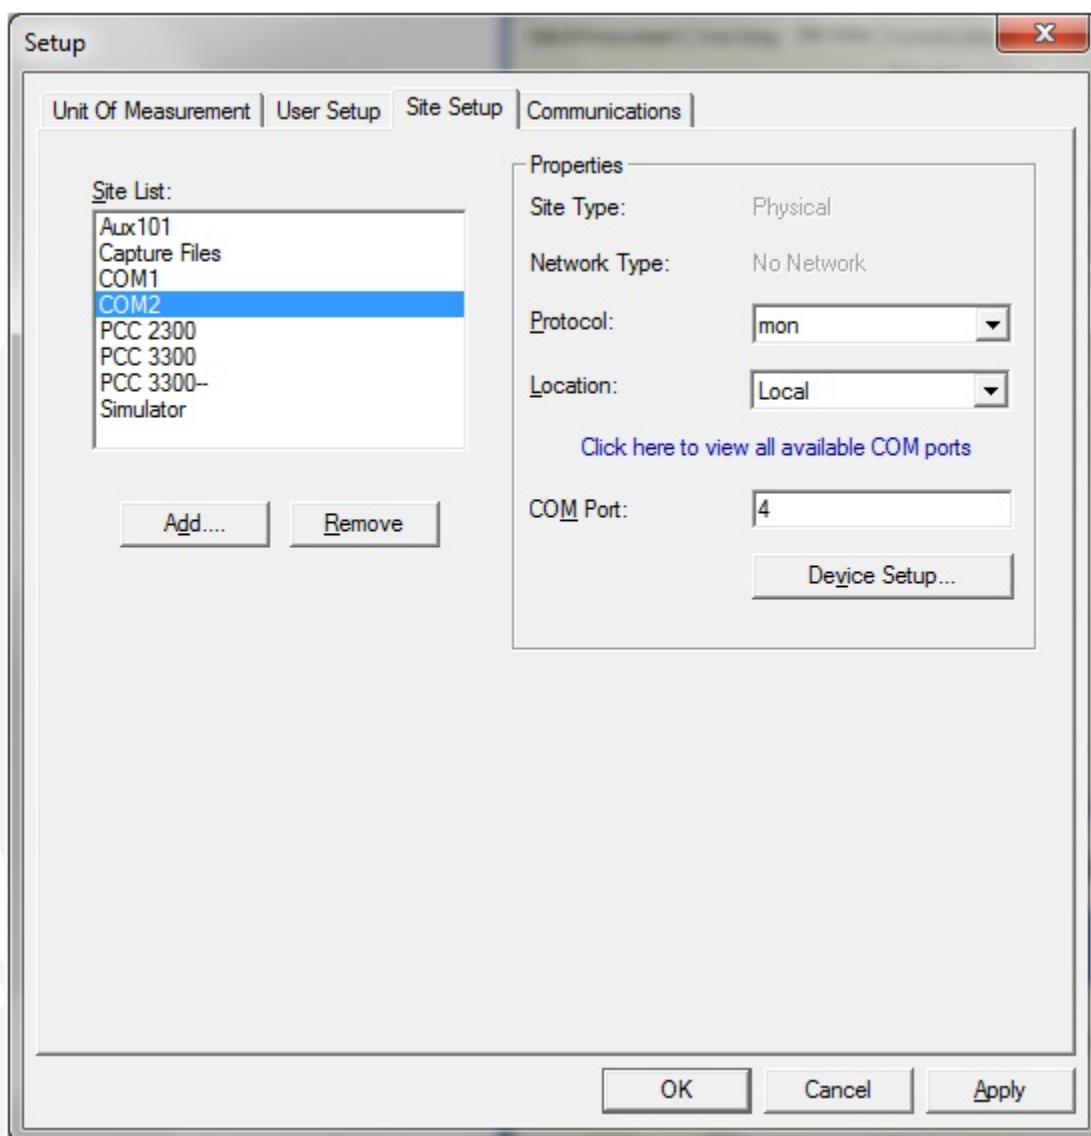 Setup
Unit Of Measurement
User Setup
Site Setup
Communications
Site List:
Aux101
Capture Files
COM1
COM2
PCC 2300
PCC 3300
PCC 3300--
Simulator
Add....
Remove
Properties
Site Type: Physical
Network Type: No Network
Protocol: mon
Location: Local
Click here to view all available COM ports
COM Port: 4
Device Setup...
OK
Cancel
Apply